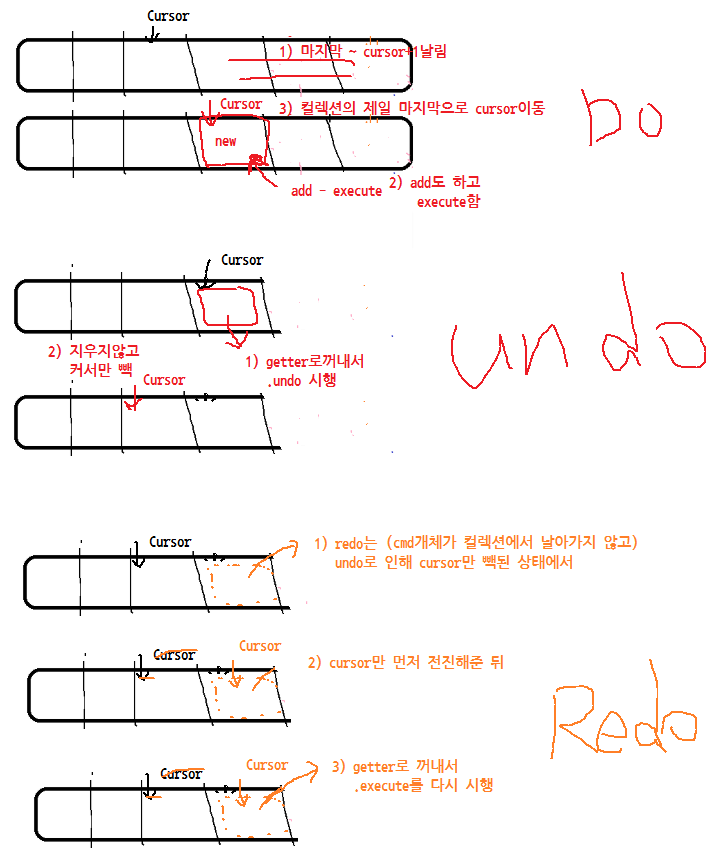 Cursor
1) 마지막 ~ cursor+1날림
Cursor
3) 컬렉션의 제일 마지막으로 cursor이동
Do
new
add - execute
2) add도 하고
execute함
Cursor
undo
2) 지우지않고
커서만 빽
1) getter로꺼내서
.undo 시행
Cursor
Cursor
1) redo는 (cmd개체가 컬렉션에서 날아가지 않고)
undo로 인해 cursor만 빽된 상태에서
Cursor
Cursor
2) cursor만 먼저 전진해준 뒤
Redo
Cursor
Cursor
3) getter로 꺼내서
.execute를 다시 시행